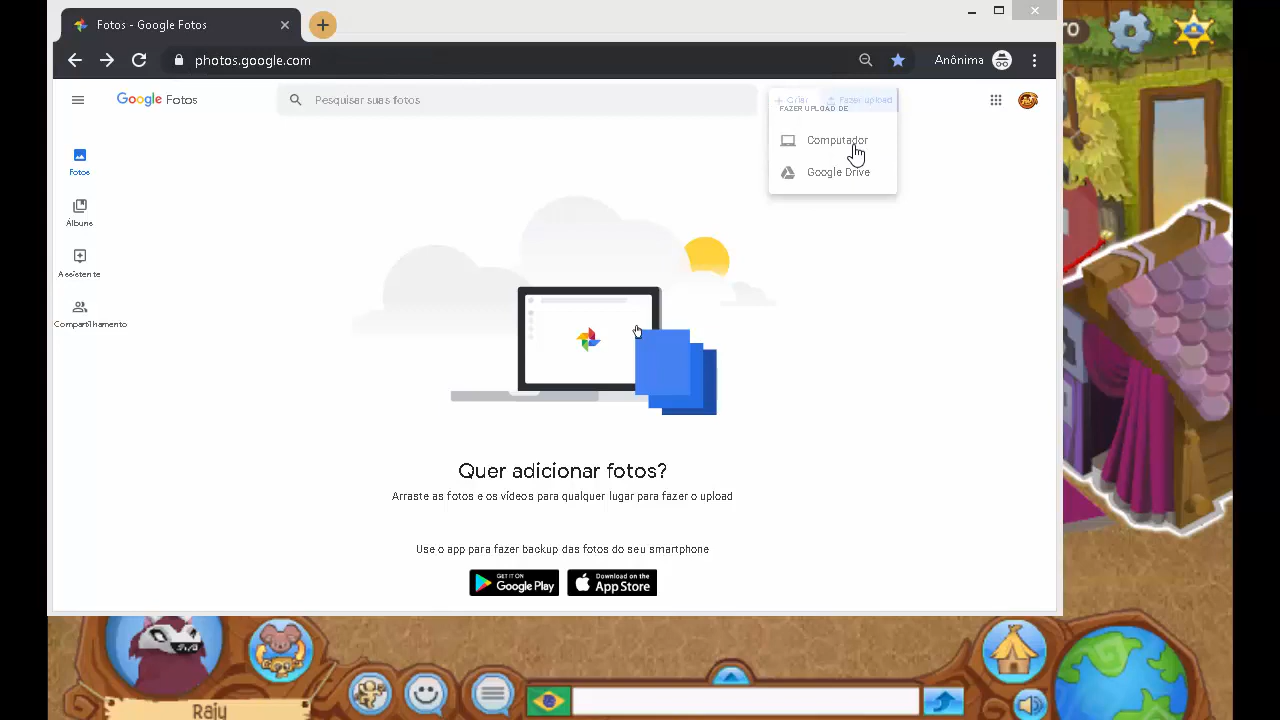 Fotos - Google Fotos
photos.google.com
Anônima
Google Fotos
Pesquisar suas fotos
Criar
Fazer upload
FAZER UPLOAD DE
Computador
Google Drive
Fotos
Álbuns
Assistente
Compartilhamento
Quer adicionar fotos?
Arraste as fotos e os vídeos para qualquer lugar para fazer o upload
Use o app para fazer backup das fotos do seu smartphone
GET IT ON
Google Play
Download on the
App Store
Raju